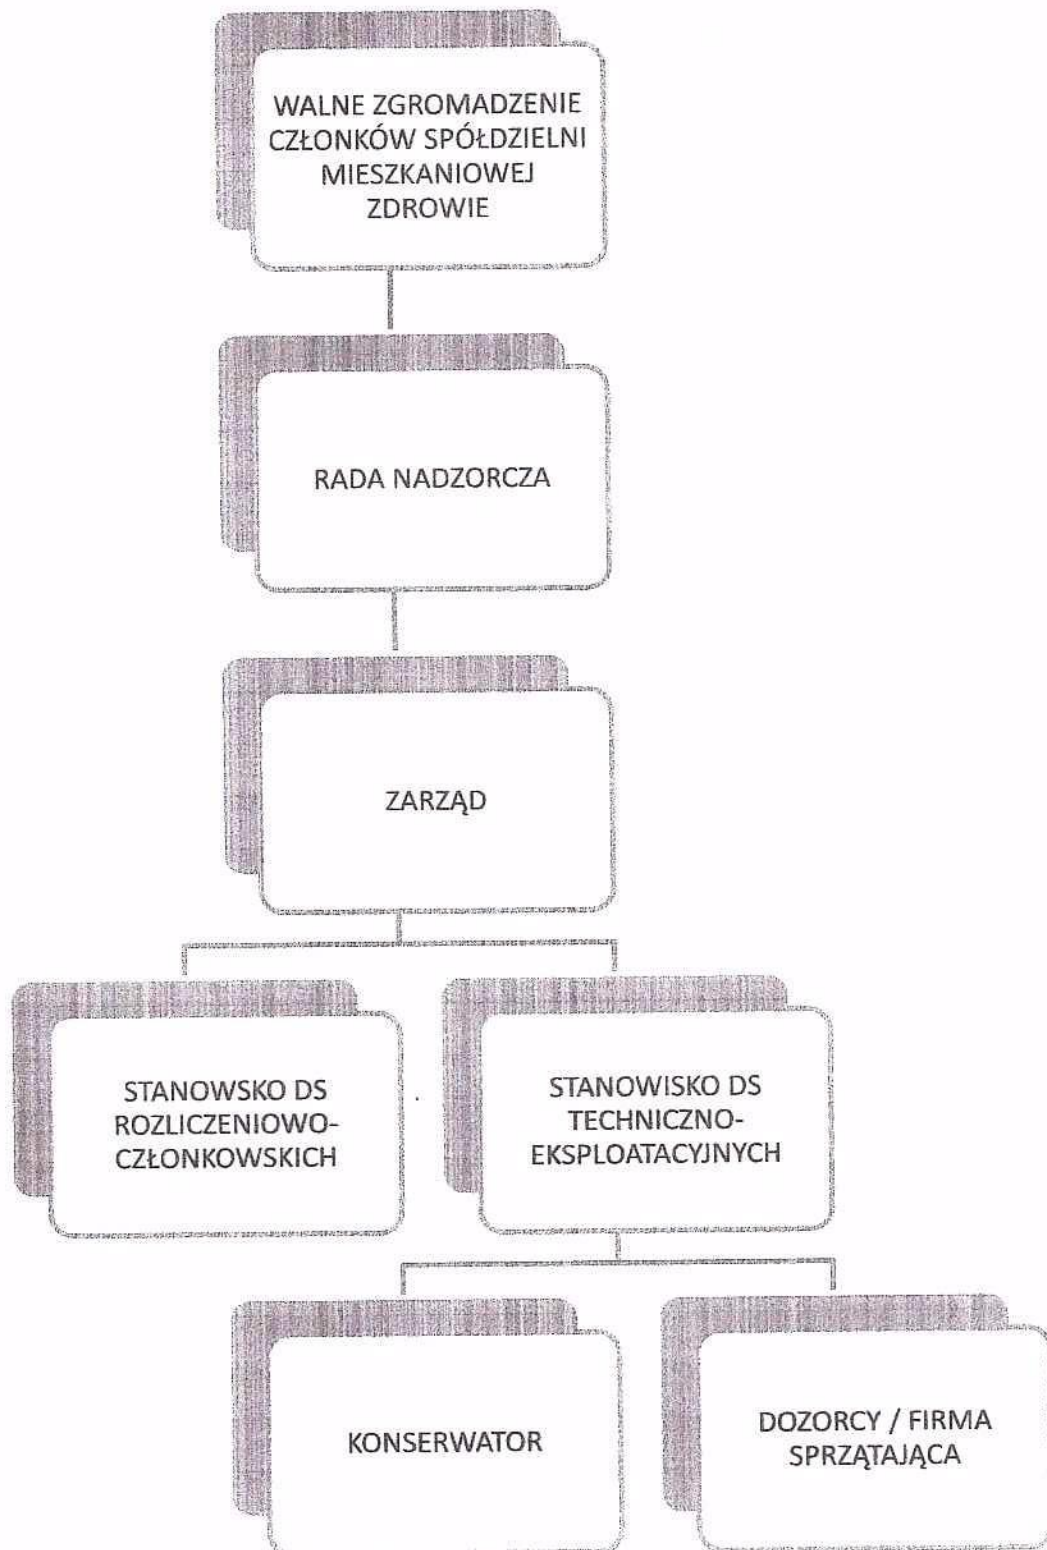 WALNE ZGROMADZENIE
CZŁONKÓW SPÓŁDZIELNI
MIESZKANIOWEJ
ZDROWIE
RADA NADZORCZA
ZARZĄD
STANOWSKO DS
ROZLICZENIOWO-
CZŁONKOWSKICH
STANOWISKO DS
TECHNICZNO-
EKSPLOATACYJNYCH
KONSERWATOR
DOZORCY / FIRMA
SPRZĄTAJĄCA